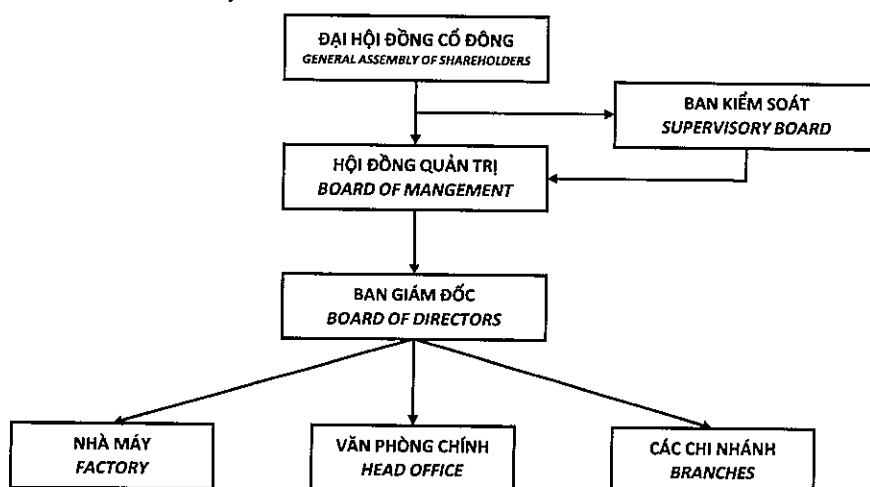 ĐẠI HỘI ĐỒNG CỔ ĐÔNG
GENERAL ASSEMBLY OF SHAREHOLDERS
BAN KIỂM SOÁT
SUPERVISORY BOARD
HỘI ĐỒNG QUẢN TRỊ
BOARD OF MANGEMENT
BAN GIÁM ĐỐC
BOARD OF DIRECTORS
NHÀ MÁY
FACTORY
VĂN PHÒNG CHÍNH
HEAD OFFICE
CÁC CHI NHÁNH
BRANCHES